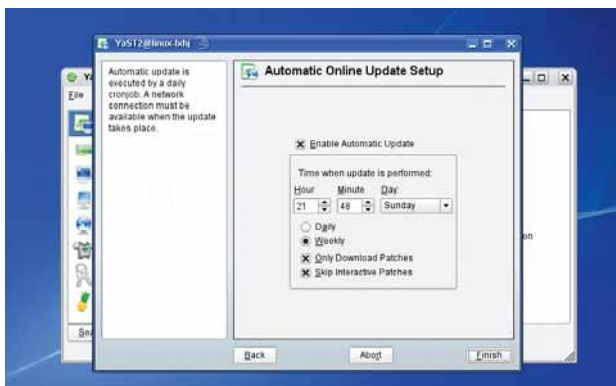 YaST2@linux-bxhj
Automatic update is
executed by a daily
cronjob. A network
connection must be
available when the update
takes place.
Automatic Online Update Setup
Enable Automatic Update
Time when update is performed:
Hour Minute Day:
21 48 Sunday
Daily
Weekly
Only Download Patches
Skip Interactive Patches
Back Abort Finish
File
on